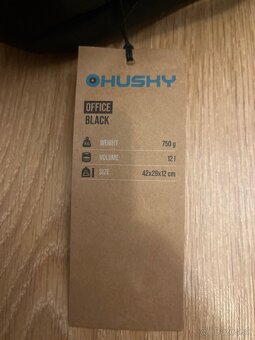 HUSKY
OFFICE
BLACK
WEIGHT 750 g
VOLUME 12 l
SIZE 42x29x12 cm